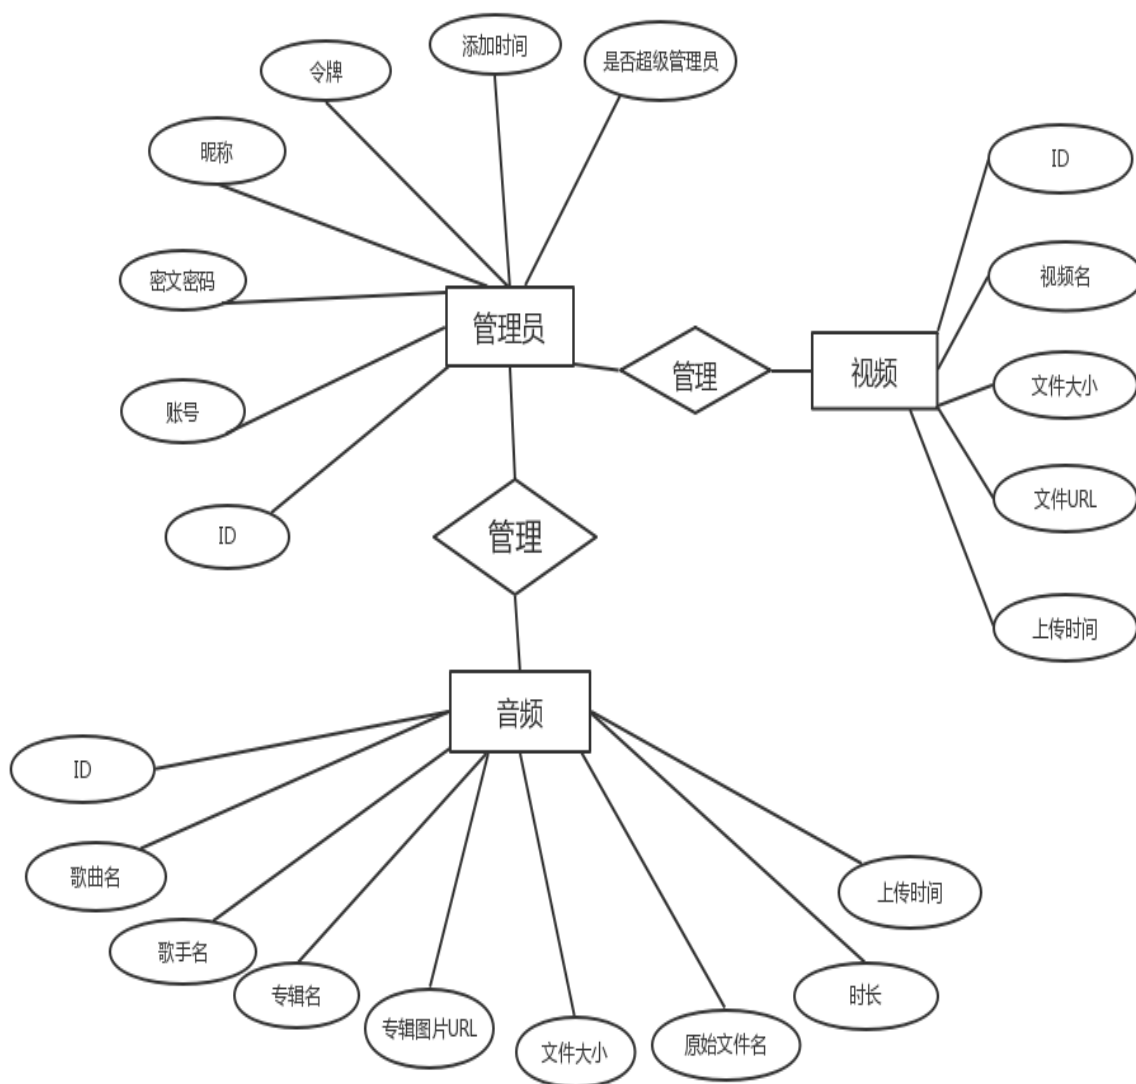 添加时间
是否超级管理员
令牌
昵称
ID
视频名
密文密码
管理员
管理
视频
文件大小
账号
文件URL
ID
管理
上传时间
音频
ID
歌曲名
上传时间
歌手名
专辑名
时长
专辑图片URL
文件大小
原始文件名